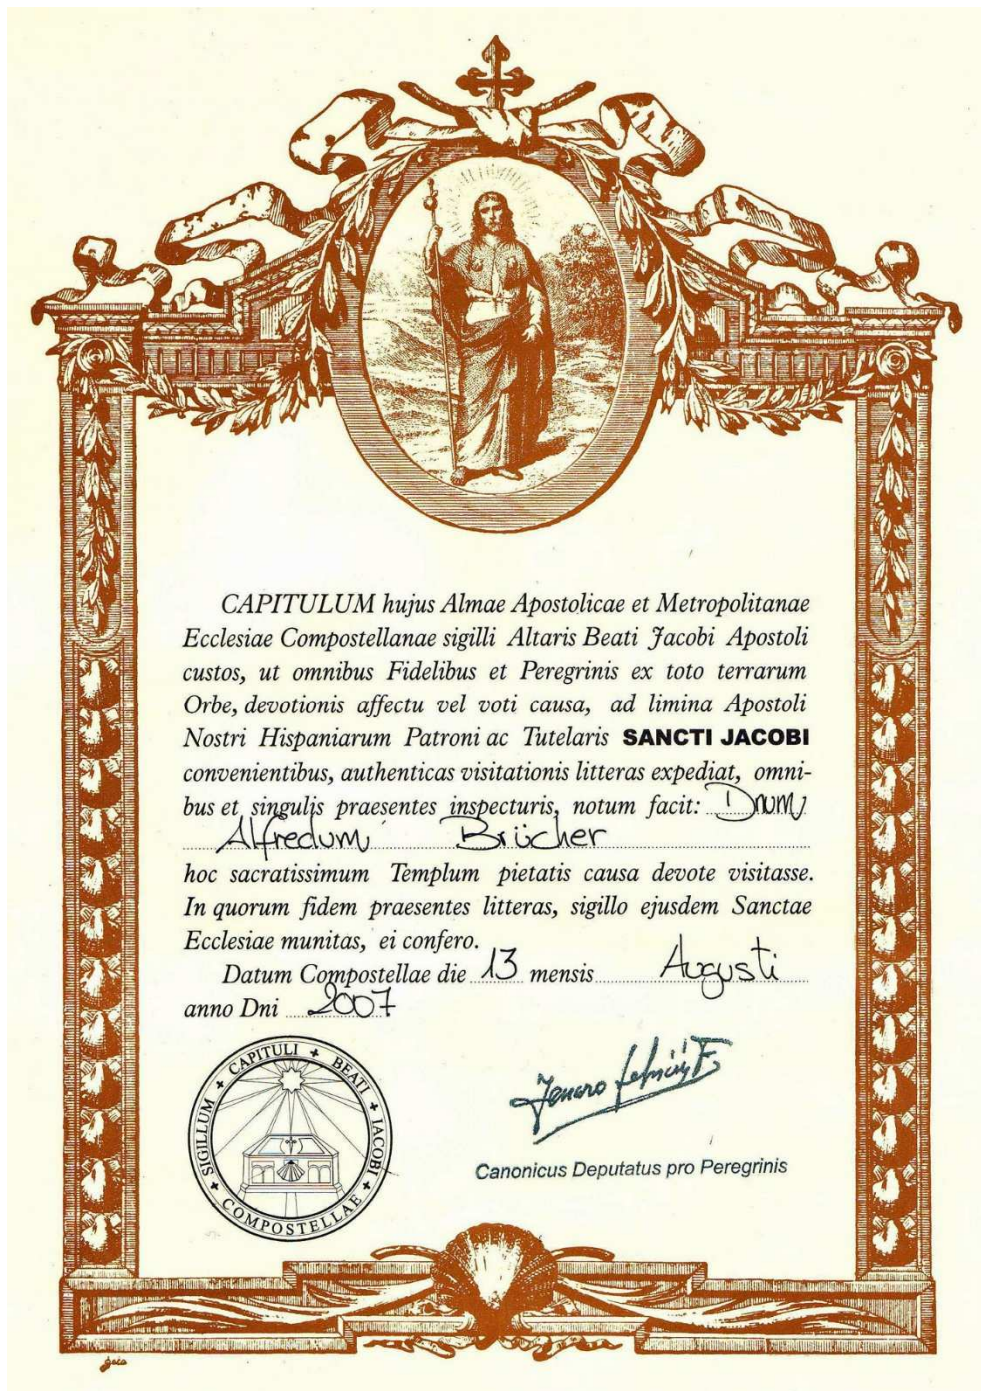 CAPITULUM hujus Almae Apostolicae et Metropolitanae
Ecclesiae Compostellanae sigilli Altaris Beati Jacobi Apostoli
custos, ut omnibus Fidelibus et Peregrinis ex toto terrarum
Orbe, devotionis affectu vel voti causa, ad limina Apostoli
Nostri Hispaniarum Patroni ac Tutelaris SANCTI JACOBI
convenientibus, authenticas visitationis litteras expediat, omni-
bus et singulis praesentes inspecturis, notum facit: Dnum
Alfredum Brücher
hoc sacratissimum Templum pietatis causa devote visitasse.
In quorum fidem praesentes litteras, sigillo ejusdem Sanctae
Ecclesiae munitas, ei confero.
Datum Compostellae die 13 mensis Augusti
anno Dni 2007
SIGILLUM + CAPITULI + BEATI + IACOBI + COMPOSTELLAE +
Canonicus Deputatus pro Peregrinis